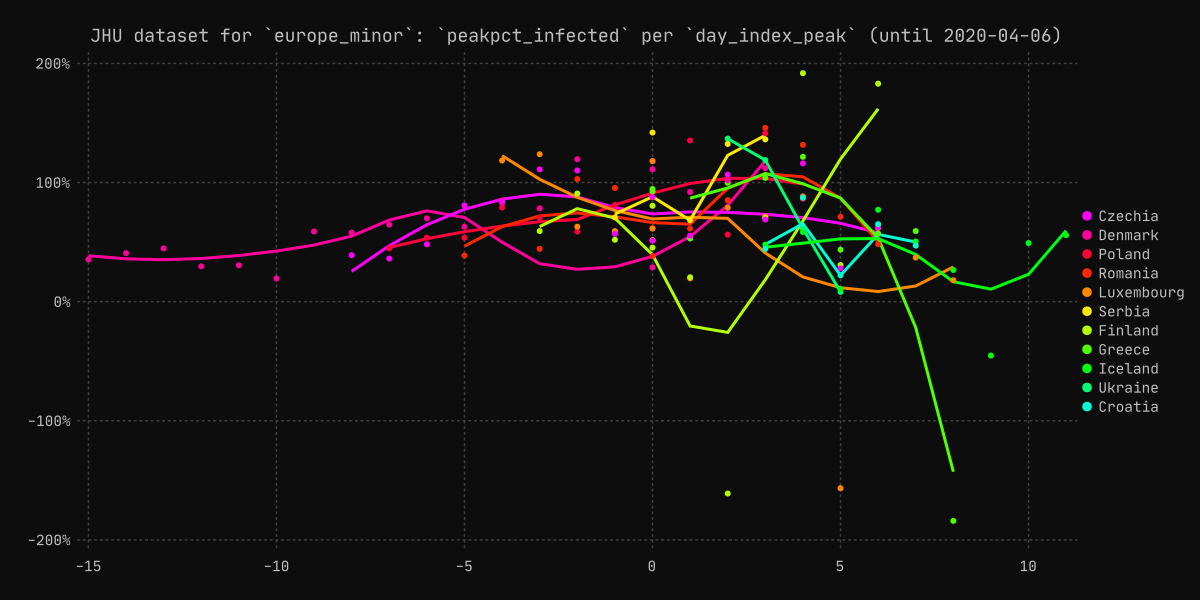 JHU dataset for `europe_minor`: `peakpct_infected` per `day_index_peak` (until 2020-04-06)
200%
100%
0%
-100%
-200%
-15
-10
-5
0
5
10
Czechia
Denmark
Poland
Romania
Luxembourg
Serbia
Finland
Greece
Iceland
Ukraine
Croatia